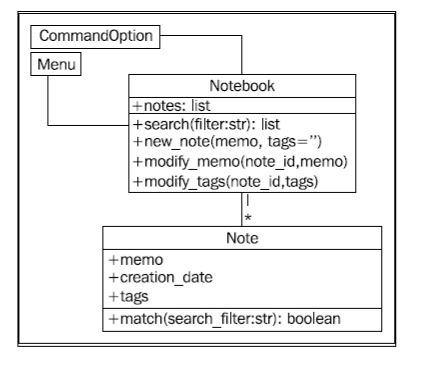 CommandOption
Menu
Notebook
+notes: list
+search(filter:str): list
+new_note(memo, tags='')
+modify_memo(note_id,memo)
+modify_tags(note_id,tags)
|
*
Note
+memo
+creation_date
+tags
+match(search_filter:str): boolean